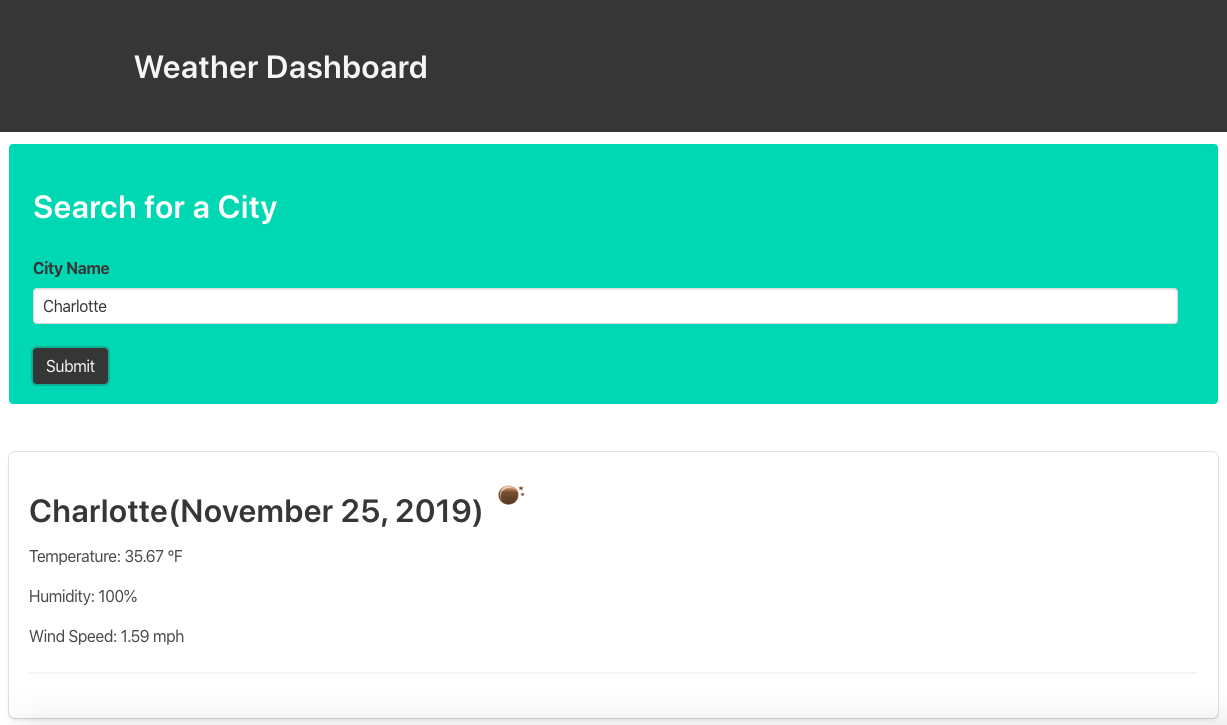 Weather Dashboard
Search for a City
City Name
Charlotte
Submit
Charlotte(November 25, 2019)
Temperature: 35.67 °F
Humidity: 100%
Wind Speed: 1.59 mph